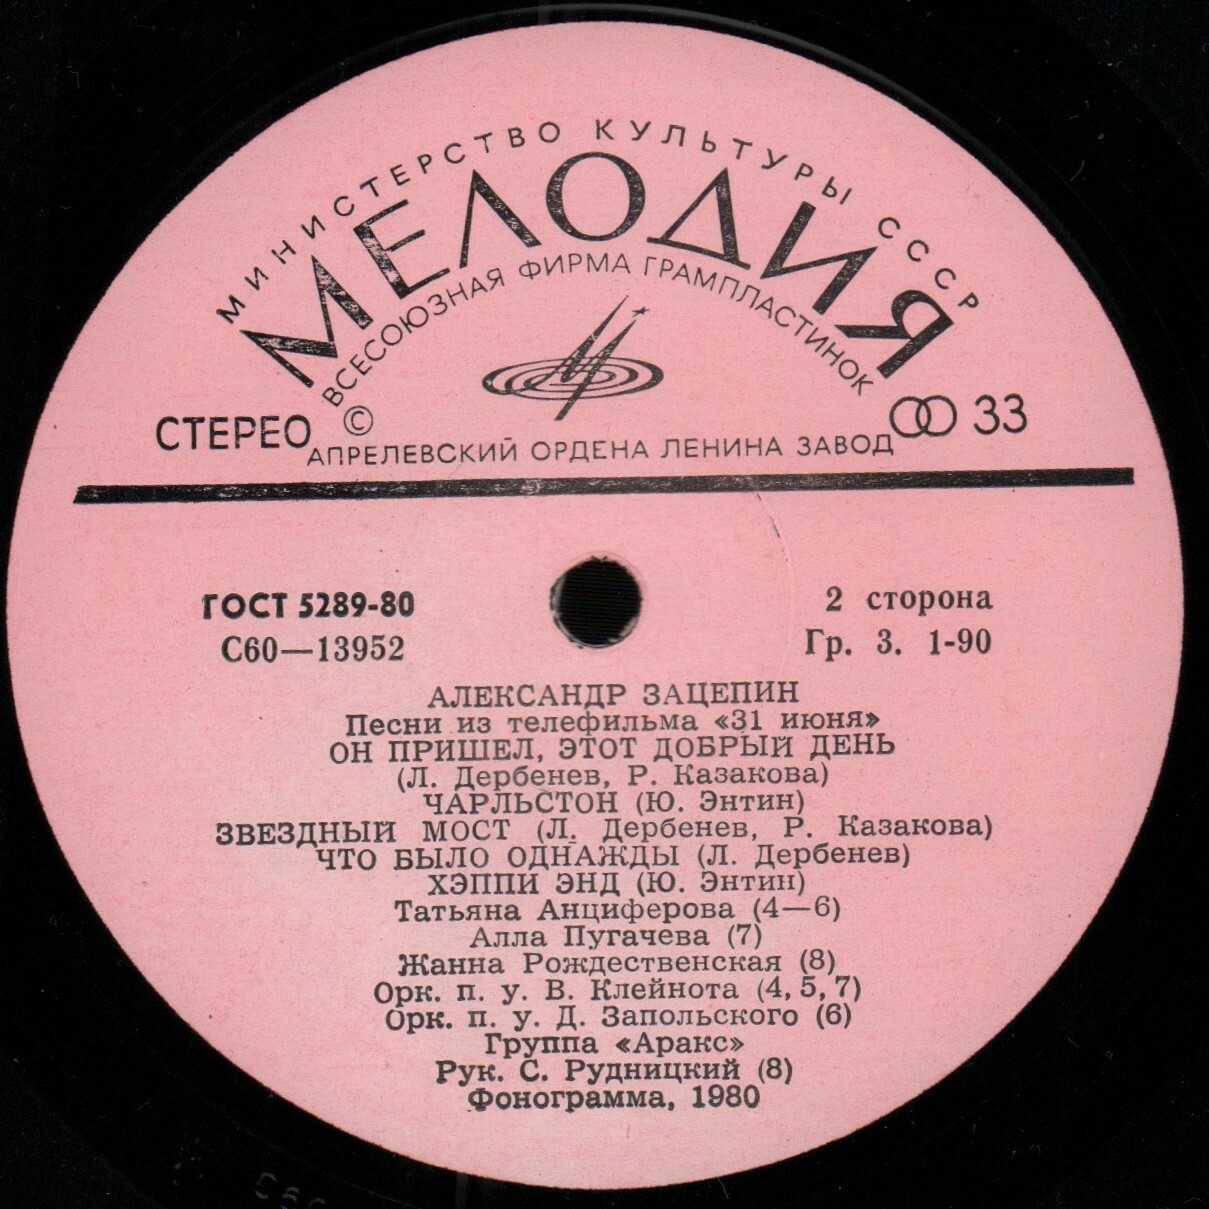 МИНИСТЕРСТВО КУЛЬТУРЫ СССР
МЕЛОДИЯ
ВСЕСОЮЗНАЯ ФИРМА ГРАМПЛАСТИНОК
СТЕРЕО © 33
АПРЕЛЕВСКИЙ ОРДЕНА ЛЕНИНА ЗАВОД
ГОСТ 5289-80 2 сторона
С60—13952 Гр. 3. 1-90
АЛЕКСАНДР ЗАЦЕПИН
Песни из телефильма «31 июня»
ОН ПРИШЕЛ, ЭТОТ ДОБРЫЙ ДЕНЬ
(Л. Дербенев, Р. Казакова)
ЧАРЛЬСТОН (Ю. Энтин)
ЗВЕЗДНЫЙ МОСТ (Л. Дербенев, Р. Казакова)
ЧТО БЫЛО ОДНАЖДЫ (Л. Дербенев)
ХЭППИ ЭНД (Ю. Энтин)
Татьяна Анциферова (4—6)
Алла Пугачева (7)
Жанна Рождественская (8)
Орк. п. у. В. Клейнота (4, 5, 7)
Орк. п. у. Д. Запольского (6)
Группа «Аракс»
Рук. С. Рудницкий (8)
Фонограмма, 1980